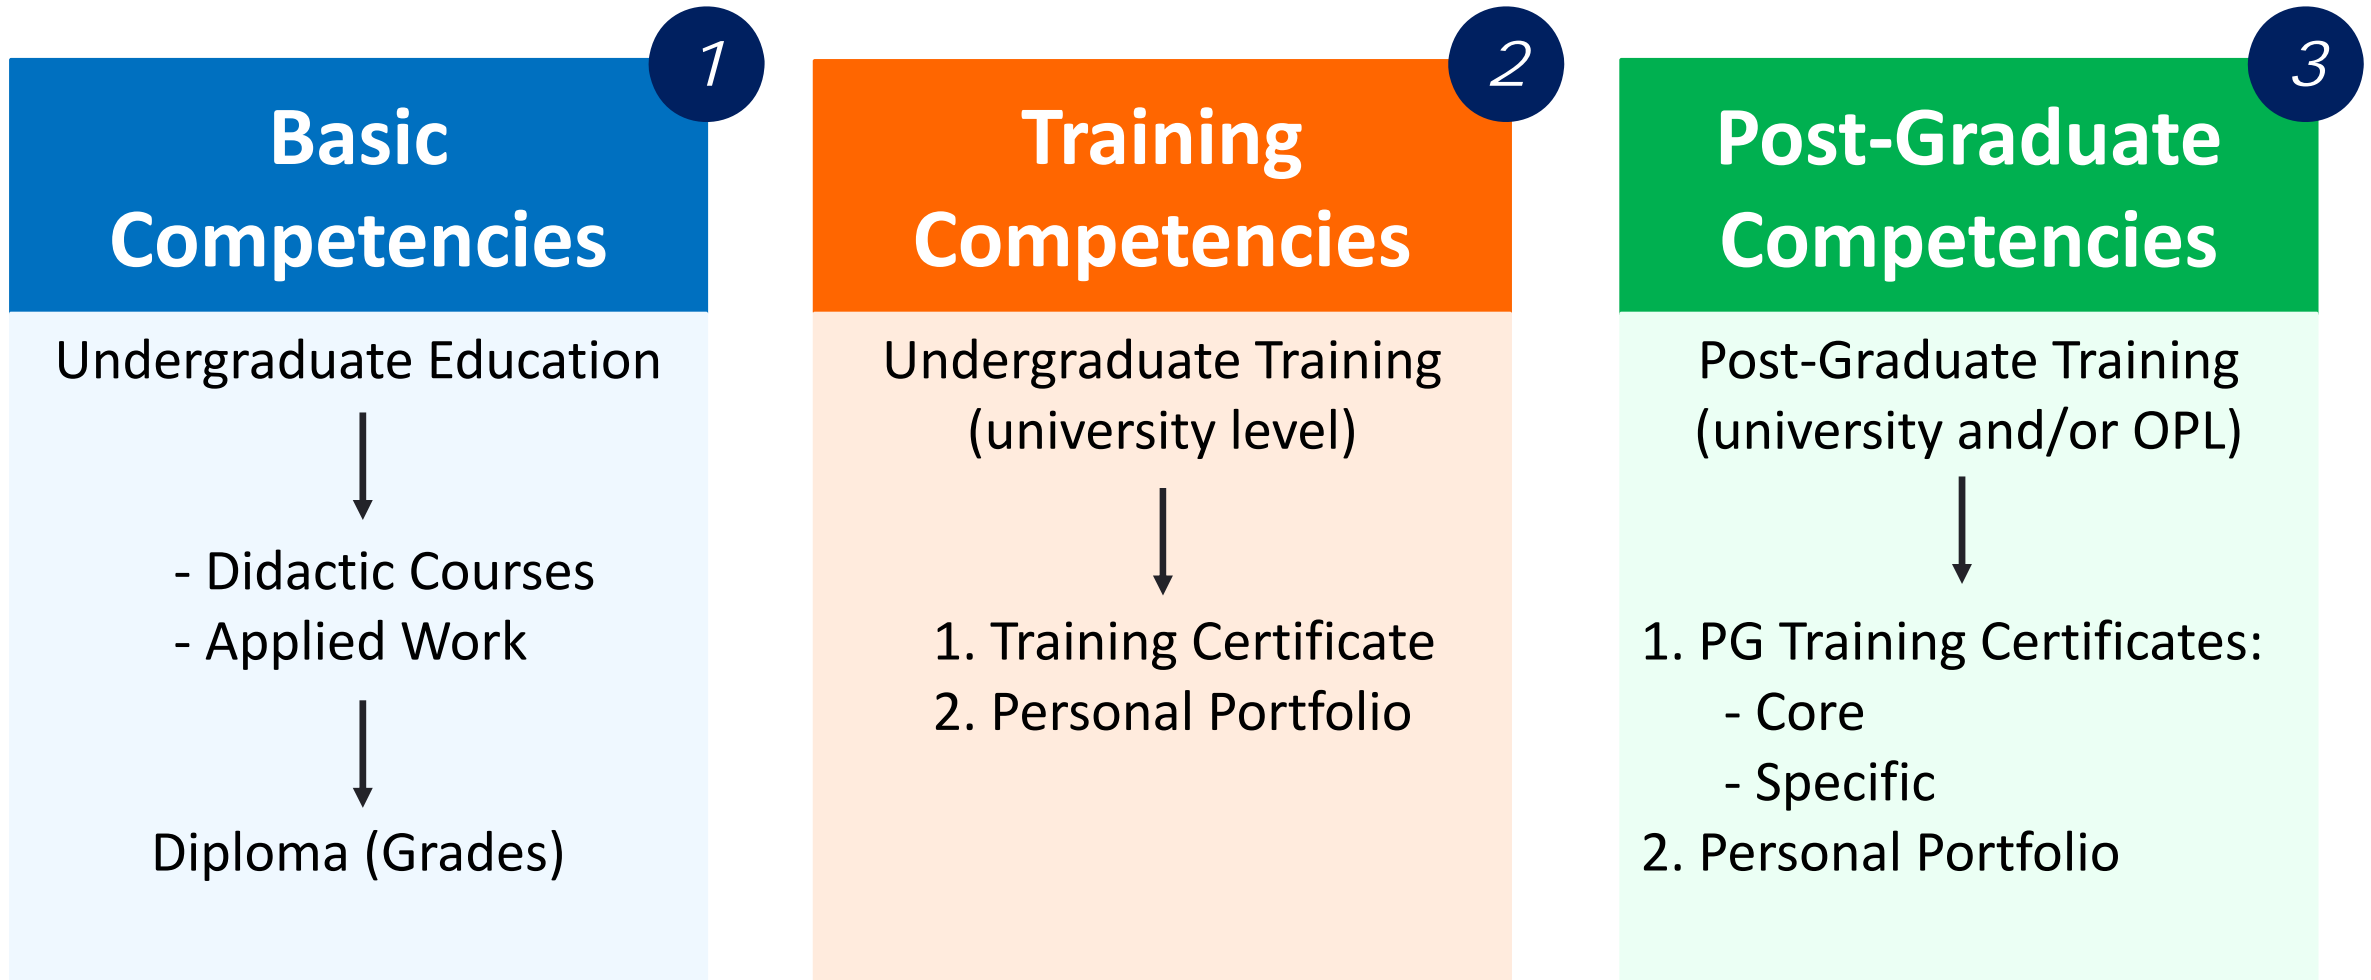 1
Basic
Competencies
Undergraduate Education
- Didactic Courses
- Applied Work
Diploma (Grades)
2
Training
Competencies
Undergraduate Training
(university level)
1. Training Certificate
2. Personal Portfolio
3
Post-Graduate
Competencies
Post-Graduate Training
(university and/or OPL)
1. PG Training Certificates:
- Core
- Specific
2. Personal Portfolio